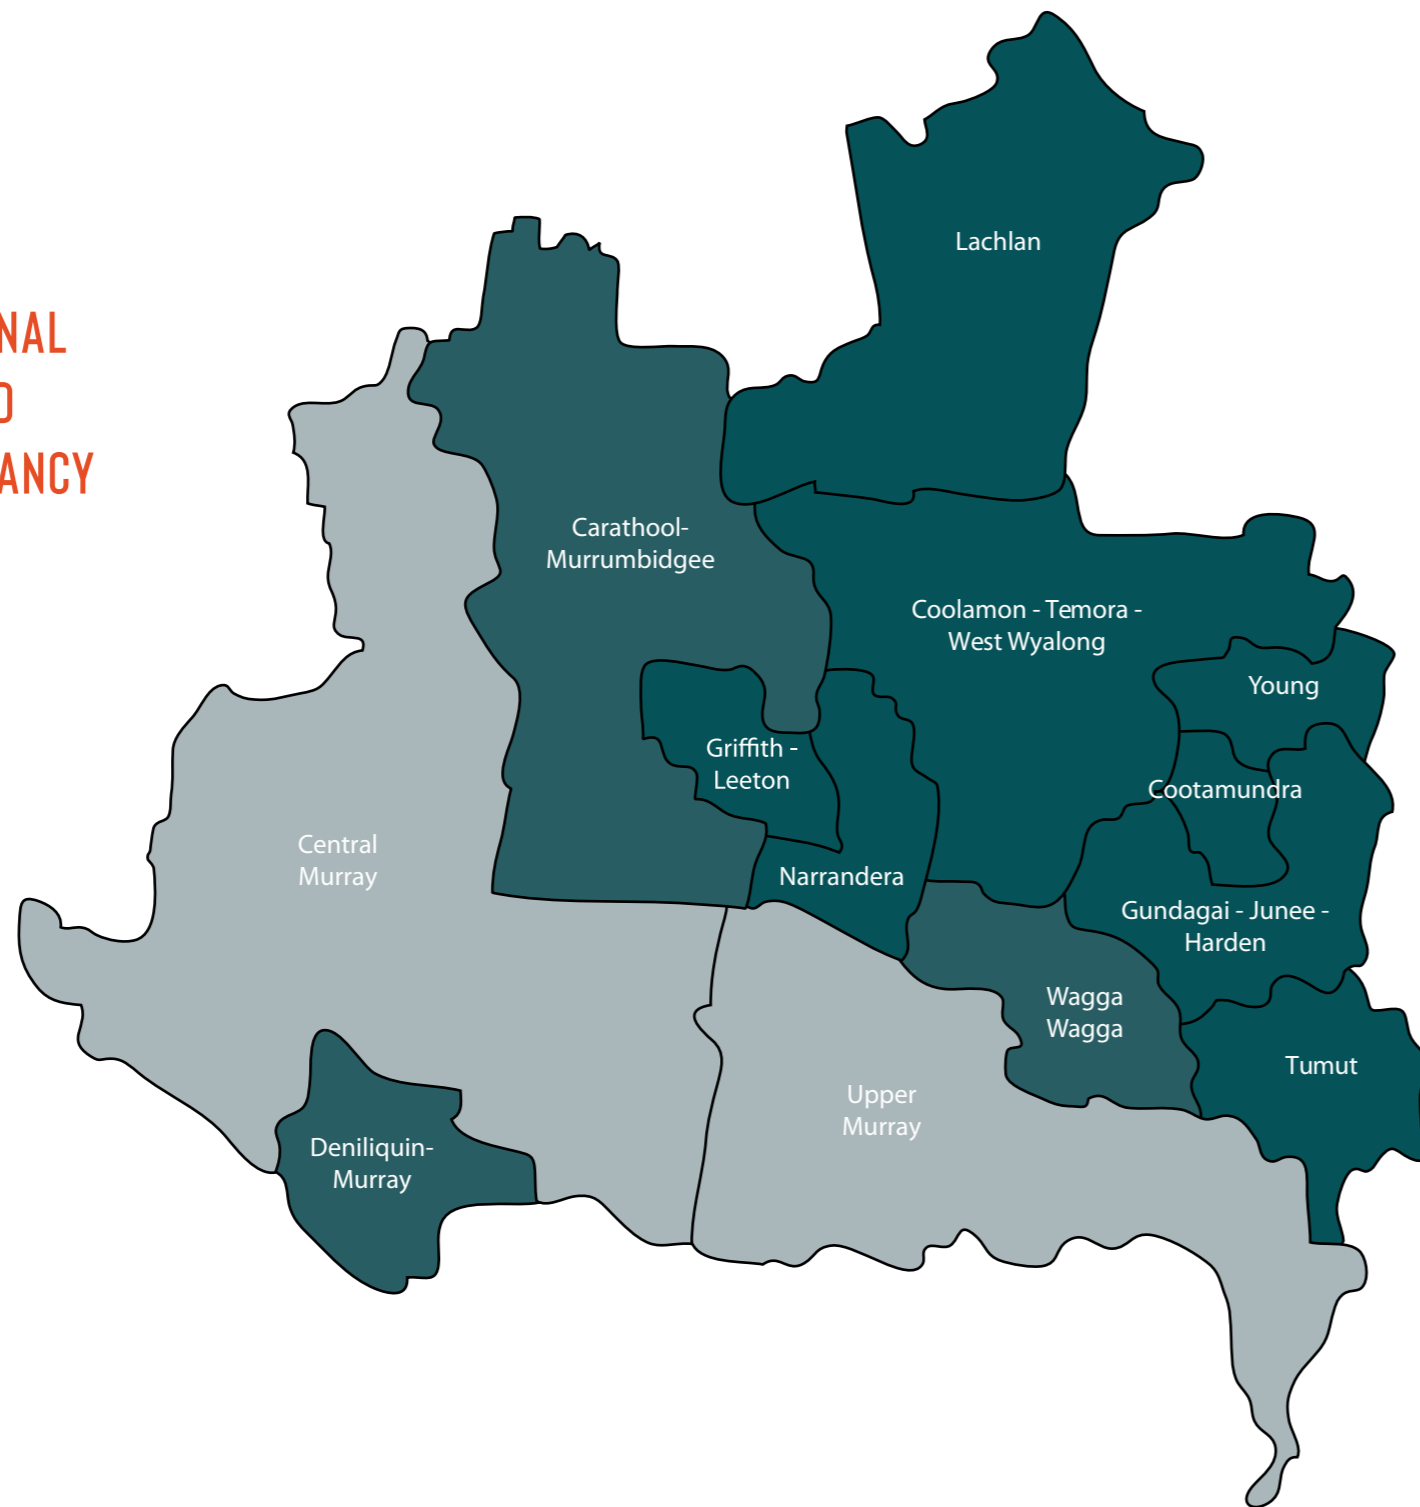 NAL
ANCY
Lachlan
Carathool-
Murrumbidgee
Coolamon - Temora -
West Wyalong
Young
Griffith -
Leeton
Cootamundra
Central
Murray
Narrandera
Gundagai - Junee -
Harden
Wagga
Wagga
Tumut
Upper
Murray
Deniliquin-
Murray